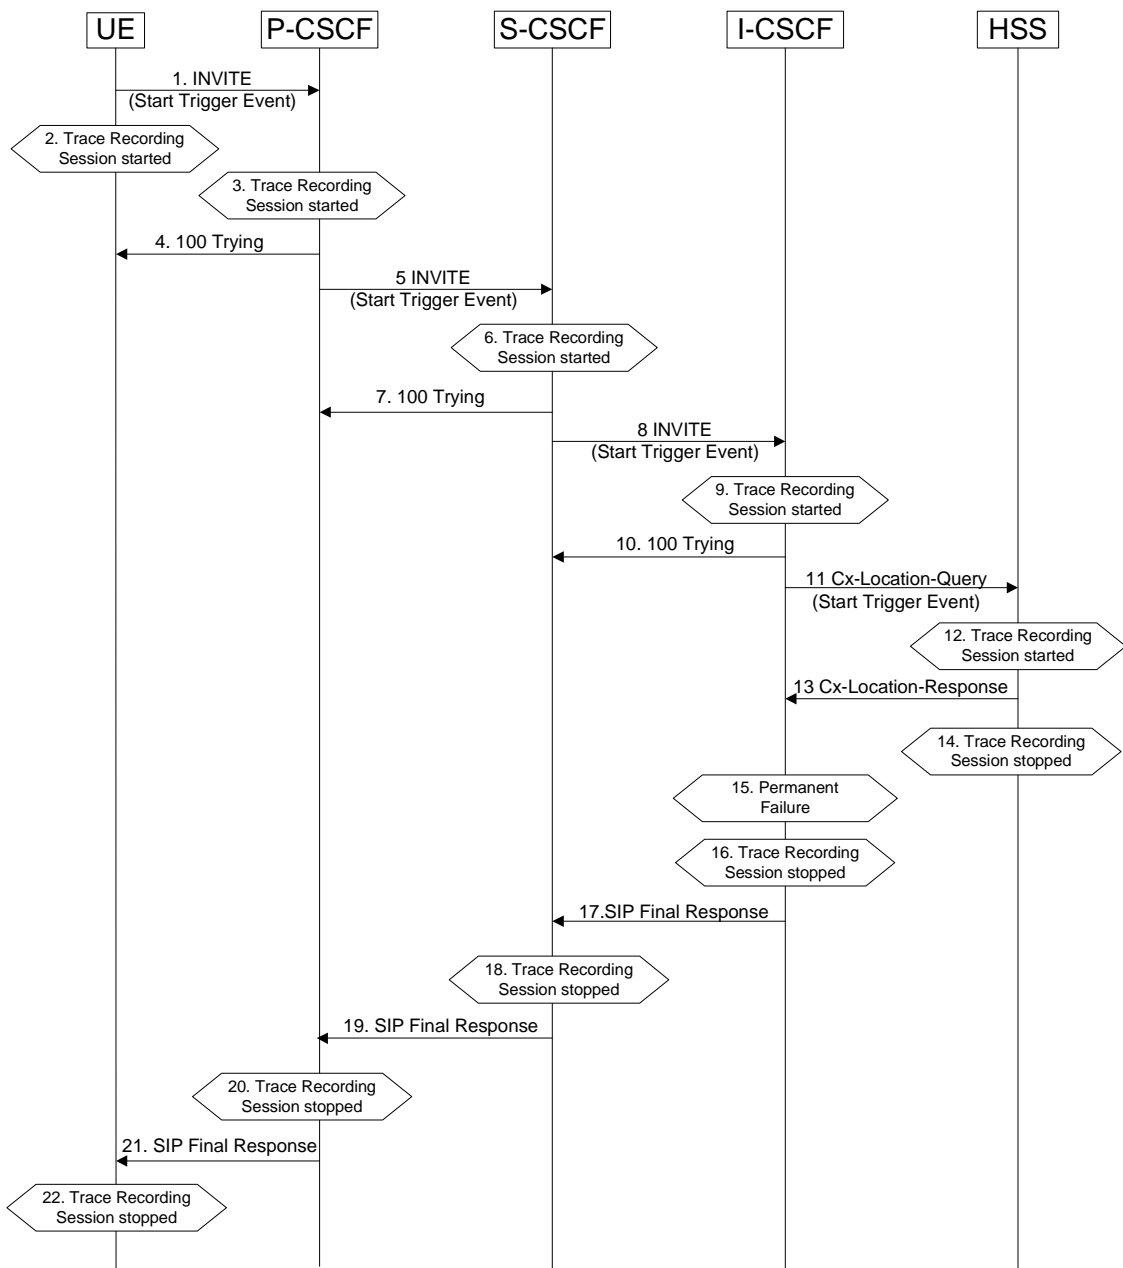 UE P-CSCF S-CSCF I-CSCF HSS
1. INVITE
(Start Trigger Event)
2. Trace Recording
Session started
3. Trace Recording
Session started
4. 100 Trying
5 INVITE
(Start Trigger Event)
6. Trace Recording
Session started
7. 100 Trying
8 INVITE
(Start Trigger Event)
9. Trace Recording
Session started
10. 100 Trying
11 Cx-Location-Query
(Start Trigger Event)
12. Trace Recording
Session started
13 Cx-Location-Response
14. Trace Recording
Session stopped
15. Permanent
Failure
16. Trace Recording
Session stopped
17.SIP Final Response
18. Trace Recording
Session stopped
19. SIP Final Response
20. Trace Recording
Session stopped
21. SIP Final Response
22. Trace Recording
Session stopped